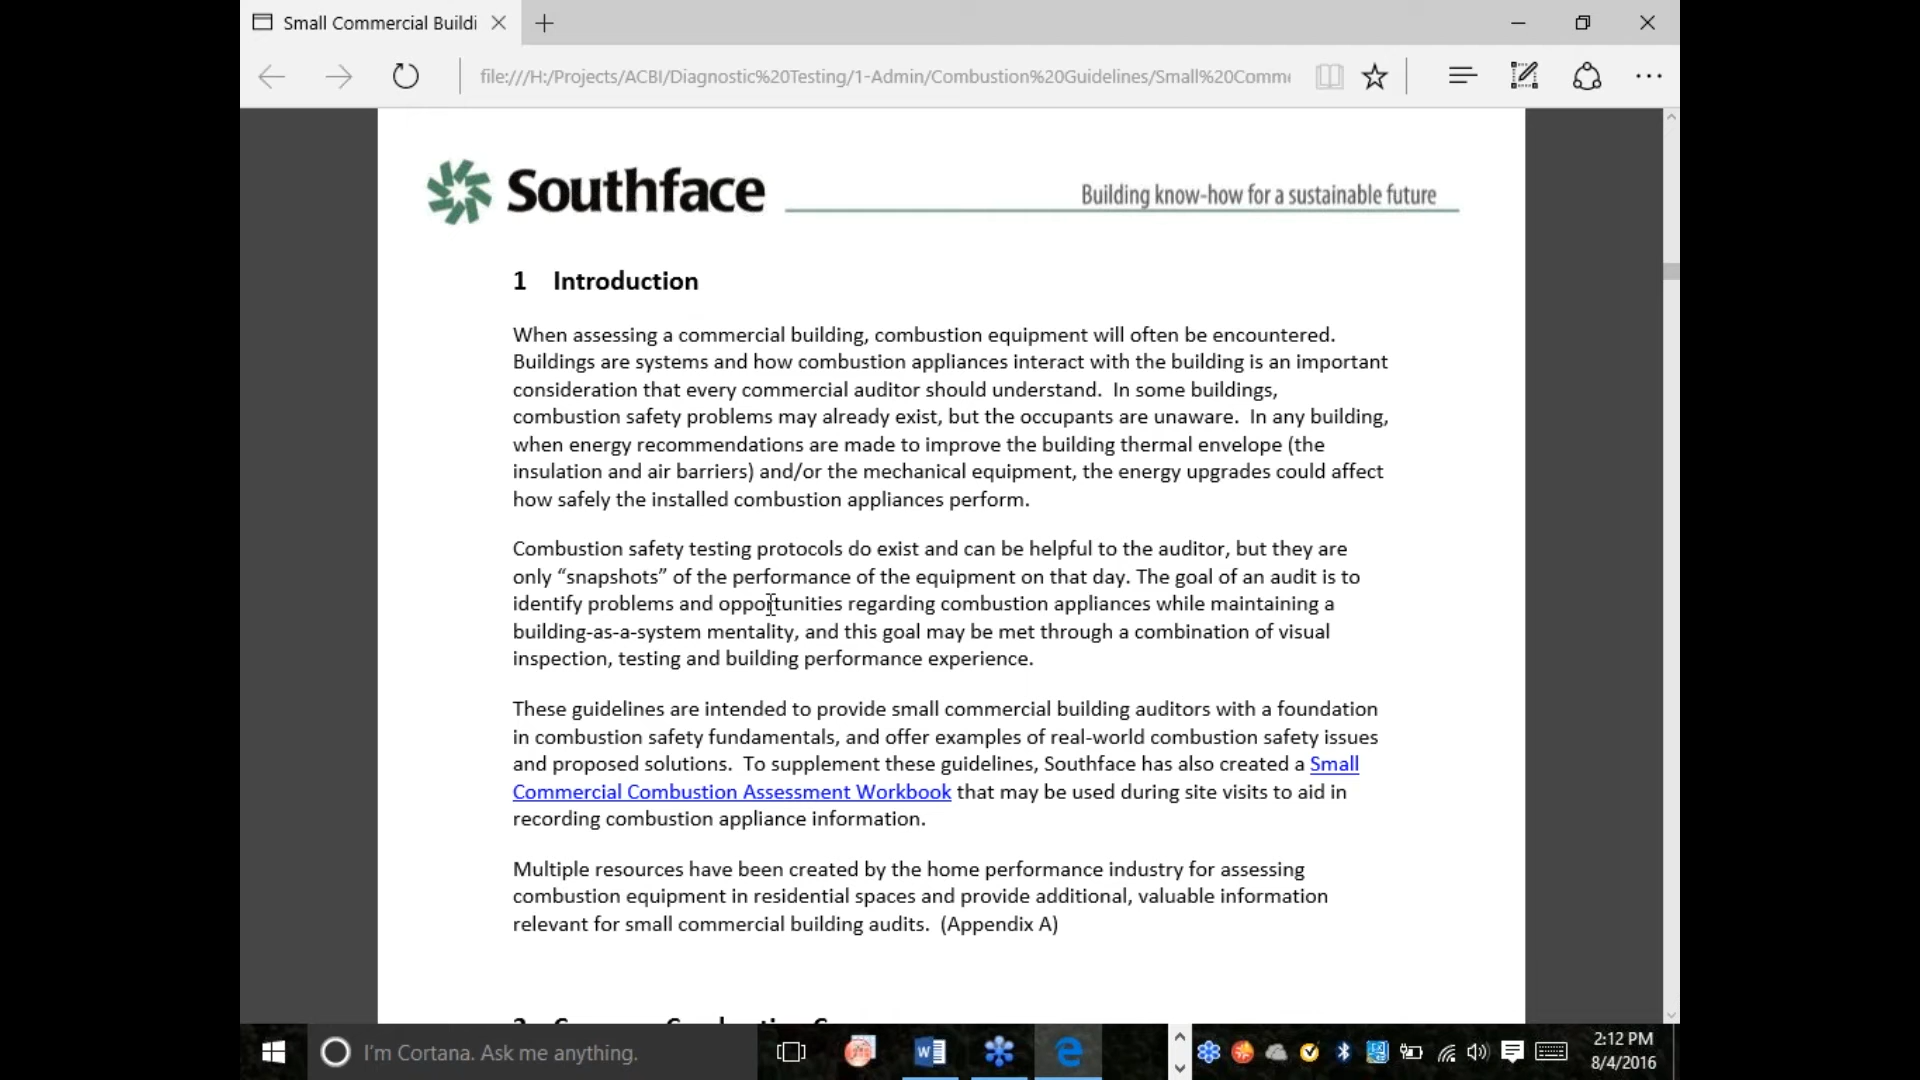 Small Commercial Buildi
file:///H:/Projects/ACBI/Diagnostic%20Testing/1-Admin/Combustion%20Guidelines/Small%20Comm
Southface
Building know-how for a sustainable future
1 Introduction
When assessing a commercial building, combustion equipment will often be encountered.
Buildings are systems and how combustion appliances interact with the building is an important
consideration that every commercial auditor should understand.  In some buildings,
combustion safety problems may already exist, but the occupants are unaware.  In any building,
when energy recommendations are made to improve the building thermal envelope (the
insulation and air barriers) and/or the mechanical equipment, the energy upgrades could affect
how safely the installed combustion appliances perform.
Combustion safety testing protocols do exist and can be helpful to the auditor, but they are
only “snapshots” of the performance of the equipment on that day. The goal of an audit is to
identify problems and opportunities regarding combustion appliances while maintaining a
building-as-a-system mentality, and this goal may be met through a combination of visual
inspection, testing and building performance experience.
These guidelines are intended to provide small commercial building auditors with a foundation
in combustion safety fundamentals, and offer examples of real-world combustion safety issues
and proposed solutions.  To supplement these guidelines, Southface has also created a Small
Commercial Combustion Assessment Workbook that may be used during site visits to aid in
recording combustion appliance information.
Multiple resources have been created by the home performance industry for assessing
combustion equipment in residential spaces and provide additional, valuable information
relevant for small commercial building audits.  (Appendix A)
I'm Cortana. Ask me anything.
2:12 PM
8/4/2016